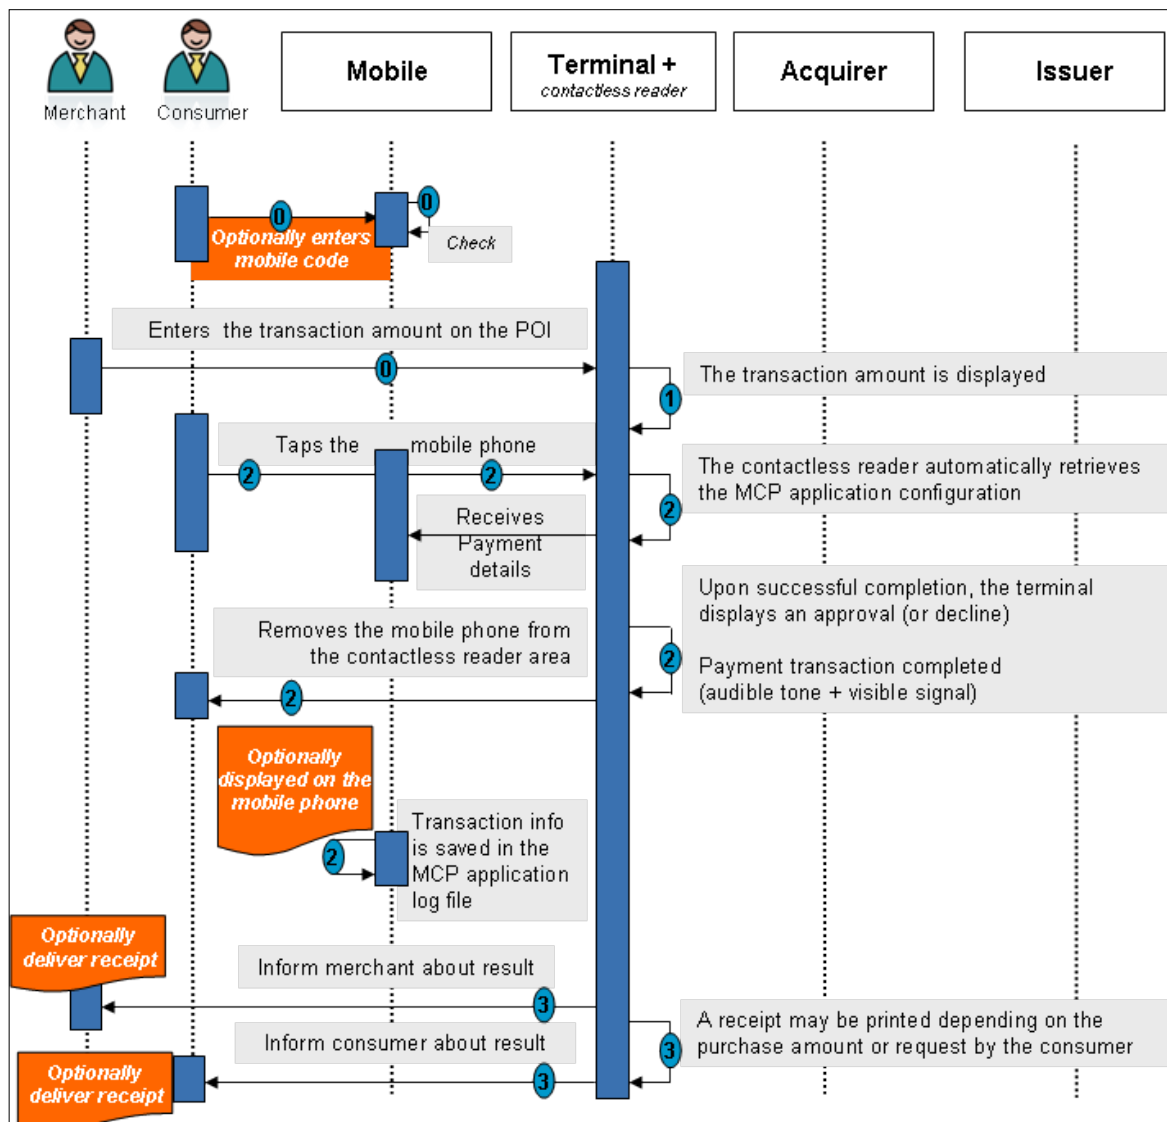 Merchant
Consumer
Mobile
Terminal +
contactless reader
Acquirer
Issuer
0
0
Optionally enters
mobile code
Check
Enters the transaction amount on the POI
0
The transaction amount is displayed
1
Taps the mobile phone
2
2
The contactless reader automatically retrieves
the MCP application configuration
2
Receives
Payment
details
Upon successful completion, the terminal
displays an approval (or decline)
Payment transaction completed
(audible tone + visible signal)
2
Removes the mobile phone from
the contactless reader area
2
Optionally
displayed on the
mobile phone
2
Transaction info
is saved in the
MCP application
log file
Optionally
deliver receipt
Inform merchant about result
3
A receipt may be printed depending on the
purchase amount or request by the consumer
3
Inform consumer about result
3
Optionally
deliver receipt